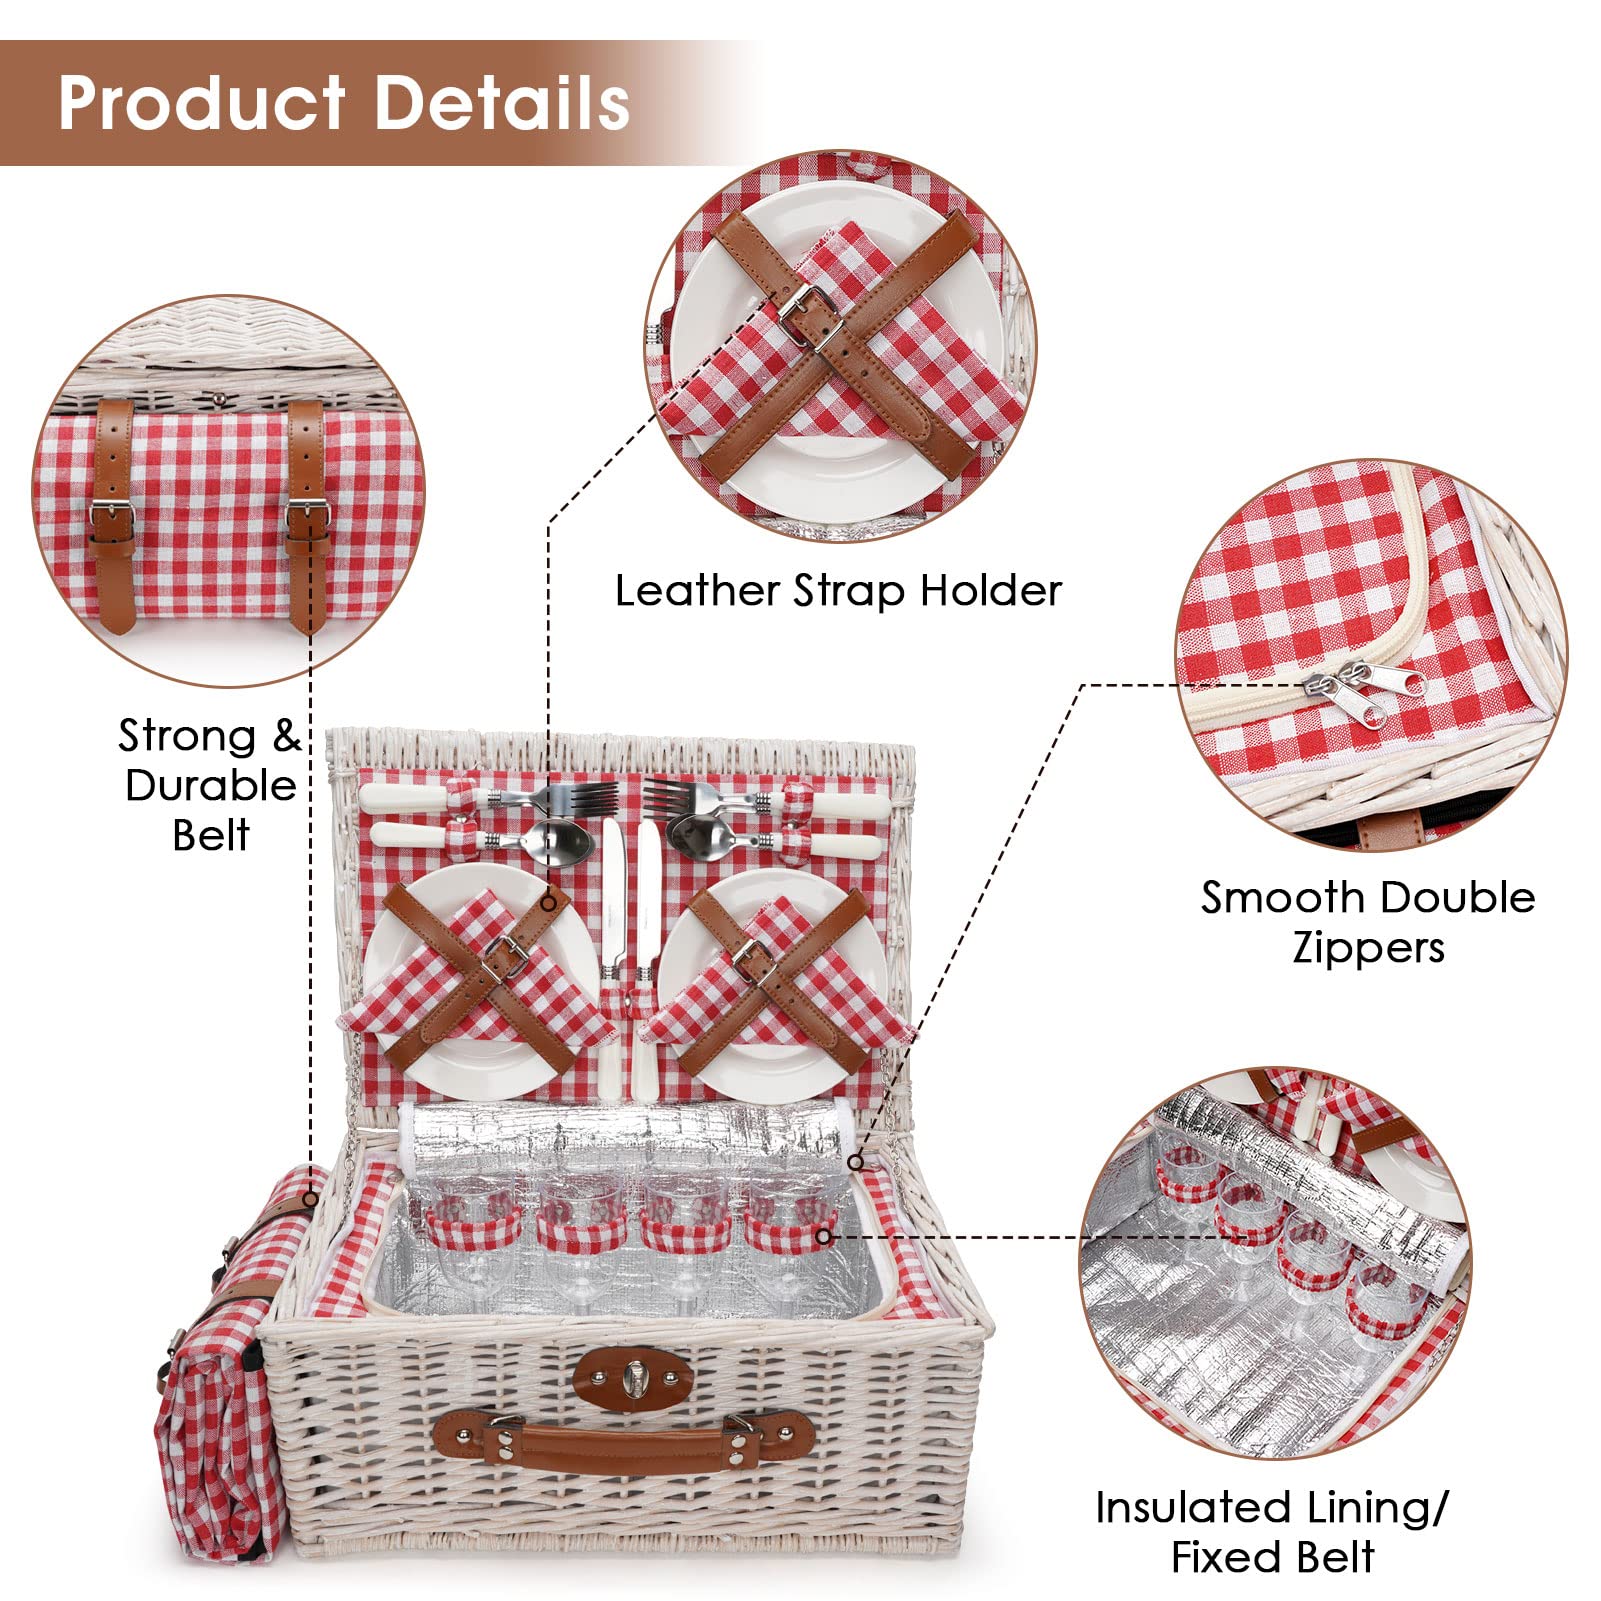 Product Details
Leather Strap Holder
Strong &
Durable
Belt
Smooth Double
Zippers
Insulated Lining/
Fixed Belt